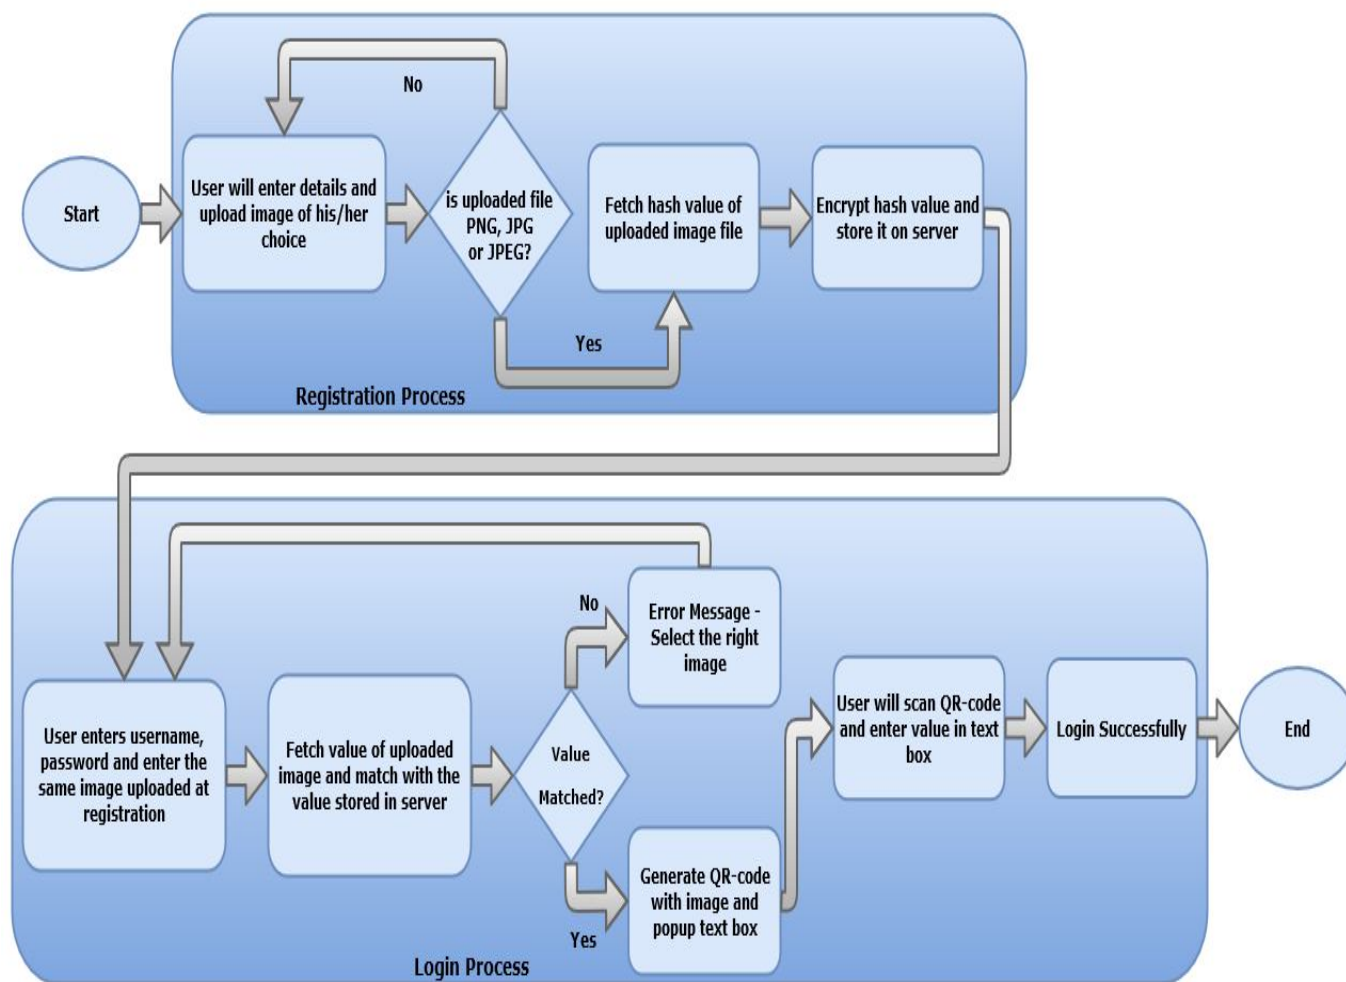 No
Start
User will enter details and
upload image of his/her
choice
is uploaded file
PNG, JPG
or JPEG?
Fetch hash value of
uploaded image file
Encrypt hash value and
store it on server
Yes
Registration Process
No
Error Message -
Select the right
image
User enters username,
password and enter the
same image uploaded at
registration
Fetch value of uploaded
image and match with the
value stored in server
Value
Matched?
User will scan QR-code
and enter value in text
box
Login Successfully
End
Generate QR-code
with image and
popup text box
Yes
Login Process